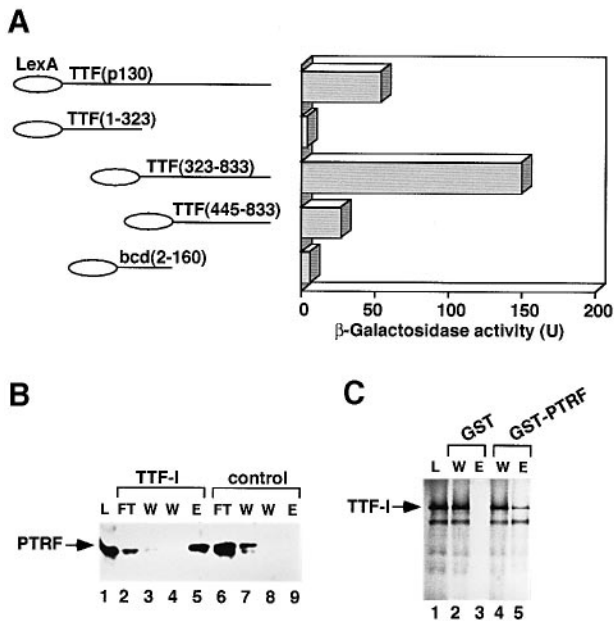 A
LexA
TTF(p130)
TTF(1-323)
TTF(323-833)
TTF(445-833)
bcd(2-160)
0 50 100 150 200
β-Galactosidase activity (U)
B
TTF-I control
L FT W W E FT W W E
PTRF
1 2 3 4 5 6 7 8 9
C
GST GST-PTRF
L W E W E
TTF-I
1 2 3 4 5